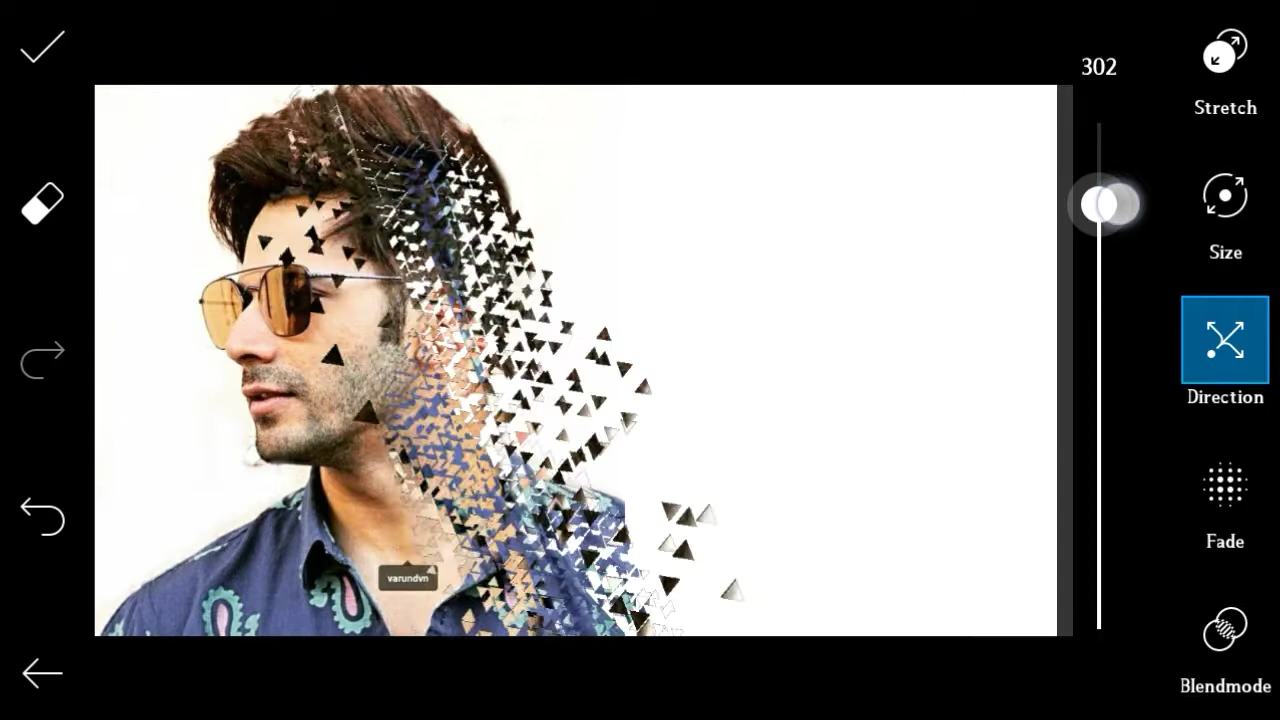 302
Stretch
Size
Direction
Fade
Blendmode
varundvn